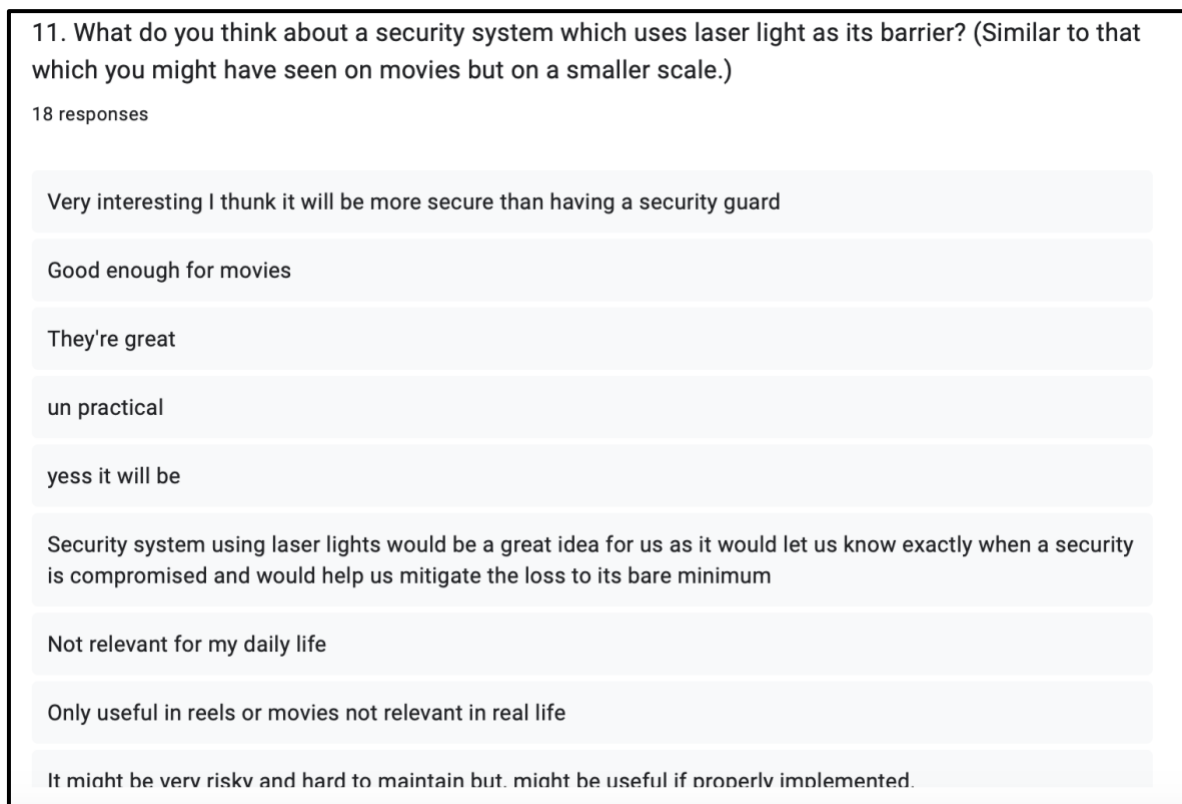 11. What do you think about a security system which uses laser light as its barrier? (Similar to that
which you might have seen on movies but on a smaller scale.)
18 responses
Very interesting I thunk it will be more secure than having a security guard
Good enough for movies
They're great
un practical
yess it will be
Security system using laser lights would be a great idea for us as it would let us know exactly when a security
is compromised and would help us mitigate the loss to its bare minimum
Not relevant for my daily life
Only useful in reels or movies not relevant in real life
It might be very risky and hard to maintain but, might be useful if properly implemented.